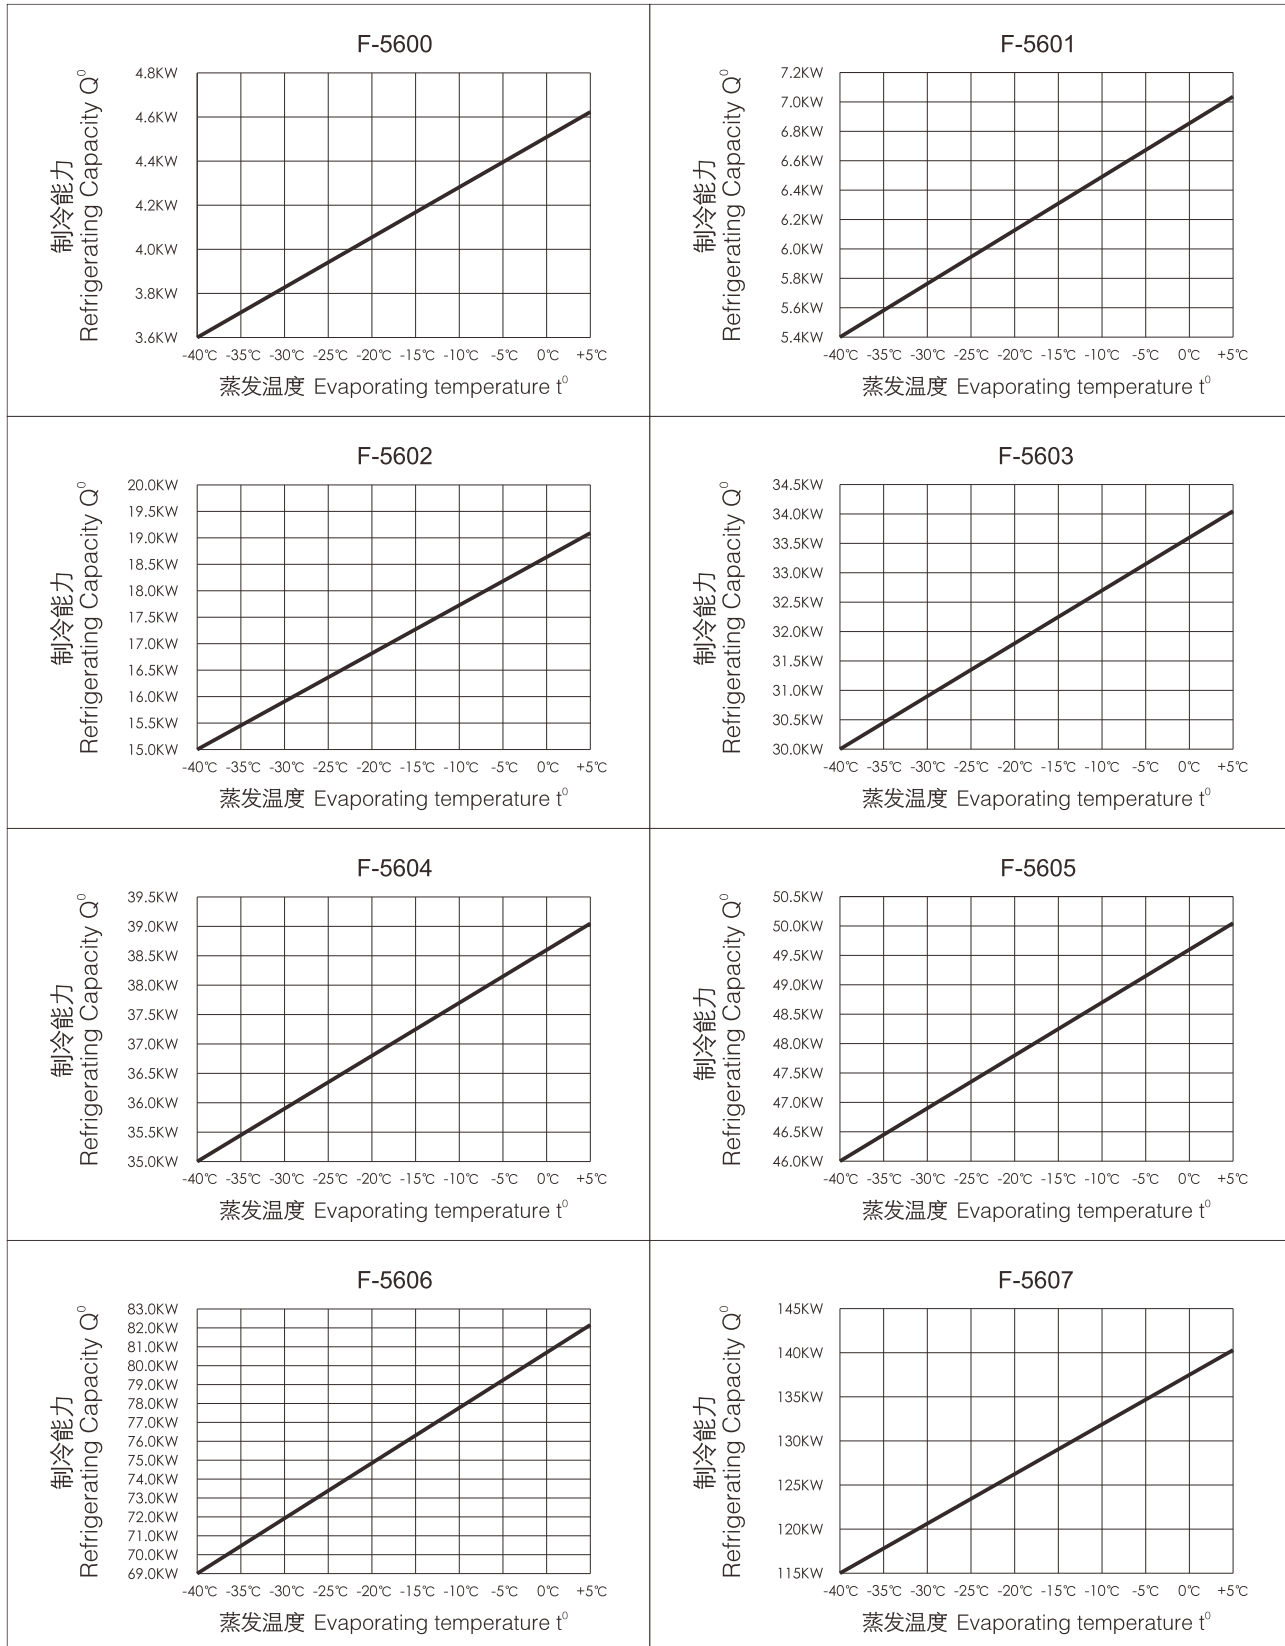 F-5600
制冷能力
Refrigerating Capacity Q⁰
4.8KW
4.6KW
4.4KW
4.2KW
4.0KW
3.8KW
3.6KW
-40℃ -35℃ -30℃ -25℃ -20℃ -15℃ -10℃ -5℃ 0℃ +5℃
蒸发温度 Evaporating temperature t⁰
F-5601
制冷能力
Refrigerating Capacity Q⁰
7.2KW
7.0KW
6.8KW
6.6KW
6.4KW
6.2KW
6.0KW
5.8KW
5.6KW
5.4KW
-40℃ -35℃ -30℃ -25℃ -20℃ -15℃ -10℃ -5℃ 0℃ +5℃
蒸发温度 Evaporating temperature t⁰
F-5602
制冷能力
Refrigerating Capacity Q⁰
20.0KW
19.5KW
19.0KW
18.5KW
18.0KW
17.5KW
17.0KW
16.5KW
16.0KW
15.5KW
15.0KW
-40℃ -35℃ -30℃ -25℃ -20℃ -15℃ -10℃ -5℃ 0℃ +5℃
蒸发温度 Evaporating temperature t⁰
F-5603
制冷能力
Refrigerating Capacity Q⁰
34.5KW
34.0KW
33.5KW
33.0KW
32.5KW
32.0KW
31.5KW
31.0KW
30.5KW
30.0KW
-40℃ -35℃ -30℃ -25℃ -20℃ -15℃ -10℃ -5℃ 0℃ +5℃
蒸发温度 Evaporating temperature t⁰
F-5604
制冷能力
Refrigerating Capacity Q⁰
39.5KW
39.0KW
38.5KW
38.0KW
37.5KW
37.0KW
36.5KW
36.0KW
35.5KW
35.0KW
-40℃ -35℃ -30℃ -25℃ -20℃ -15℃ -10℃ -5℃ 0℃ +5℃
蒸发温度 Evaporating temperature t⁰
F-5605
制冷能力
Refrigerating Capacity Q⁰
50.5KW
50.0KW
49.5KW
49.0KW
48.5KW
48.0KW
47.5KW
47.0KW
46.5KW
46.0KW
-40℃ -35℃ -30℃ -25℃ -20℃ -15℃ -10℃ -5℃ 0℃ +5℃
蒸发温度 Evaporating temperature t⁰
F-5606
制冷能力
Refrigerating Capacity Q⁰
83.0KW
82.0KW
81.0KW
80.0KW
79.0KW
78.0KW
77.0KW
76.0KW
75.0KW
74.0KW
73.0KW
72.0KW
71.0KW
70.0KW
69.0KW
-40℃ -35℃ -30℃ -25℃ -20℃ -15℃ -10℃ -5℃ 0℃ +5℃
蒸发温度 Evaporating temperature t⁰
F-5607
制冷能力
Refrigerating Capacity Q⁰
145KW
140KW
135KW
130KW
125KW
120KW
115KW
-40℃ -35℃ -30℃ -25℃ -20℃ -15℃ -10℃ -5℃ 0℃ +5℃
蒸发温度 Evaporating temperature t⁰